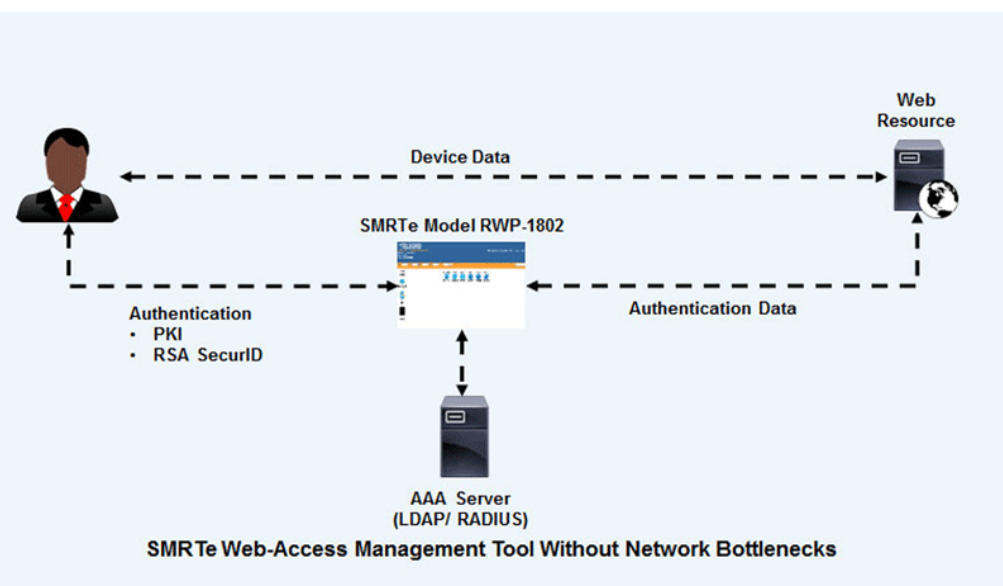 Web
Resource
Device Data
SMRTe Model RWP-1802
Authentication
• PKI
• RSA SecurID
Authentication Data
AAA Server
(LDAP/ RADIUS)
SMRTe Web-Access Management Tool Without Network Bottlenecks